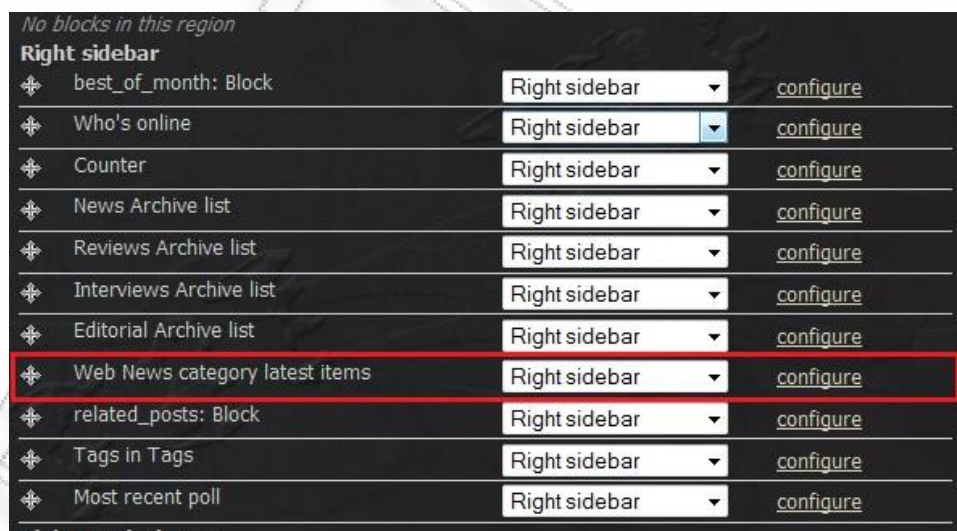 No blocks in this region
Right sidebar
best_of_month: Block Right sidebar configure
Who's online Right sidebar configure
Counter Right sidebar configure
News Archive list Right sidebar configure
Reviews Archive list Right sidebar configure
Interviews Archive list Right sidebar configure
Editorial Archive list Right sidebar configure
Web News category latest items Right sidebar configure
related_posts: Block Right sidebar configure
Tags in Tags Right sidebar configure
Most recent poll Right sidebar configure